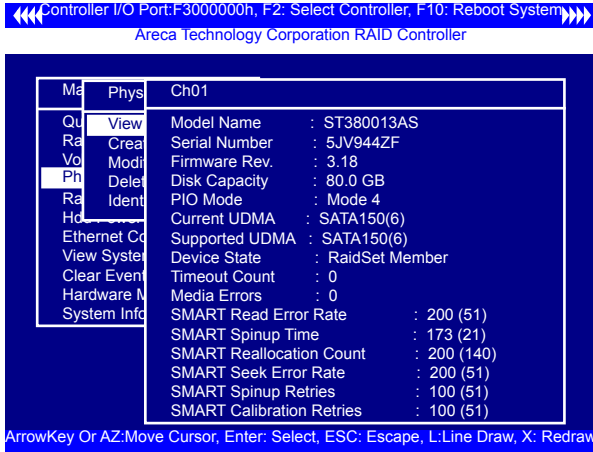 Controller I/O Port:F3000000h, F2: Select Controller, F10: Reboot System
Areca Technology Corporation RAID Controller
Ma
Qu
Ra
Vo
Ph
Ra
Ethernet Co
View System
Clear Event
Hardware M
System Info
Phys
View
Crea
Modi
Delet
Ident
Ch01
Model Name : ST380013AS
Serial Number : 5JV944ZF
Firmware Rev. : 3.18
Disk Capacity : 80.0 GB
PIO Mode : Mode 4
Current UDMA : SATA150(6)
Supported UDMA : SATA150(6)
Device State : RaidSet Member
Timeout Count : 0
Media Errors : 0
SMART Read Error Rate : 200 (51)
SMART Spinup Time : 173 (21)
SMART Reallocation Count : 200 (140)
SMART Seek Error Rate : 200 (51)
SMART Spinup Retries : 100 (51)
SMART Calibration Retries : 100 (51)
ArrowKey Or AZ:Move Cursor, Enter: Select, ESC: Escape, L:Line Draw, X: Redraw